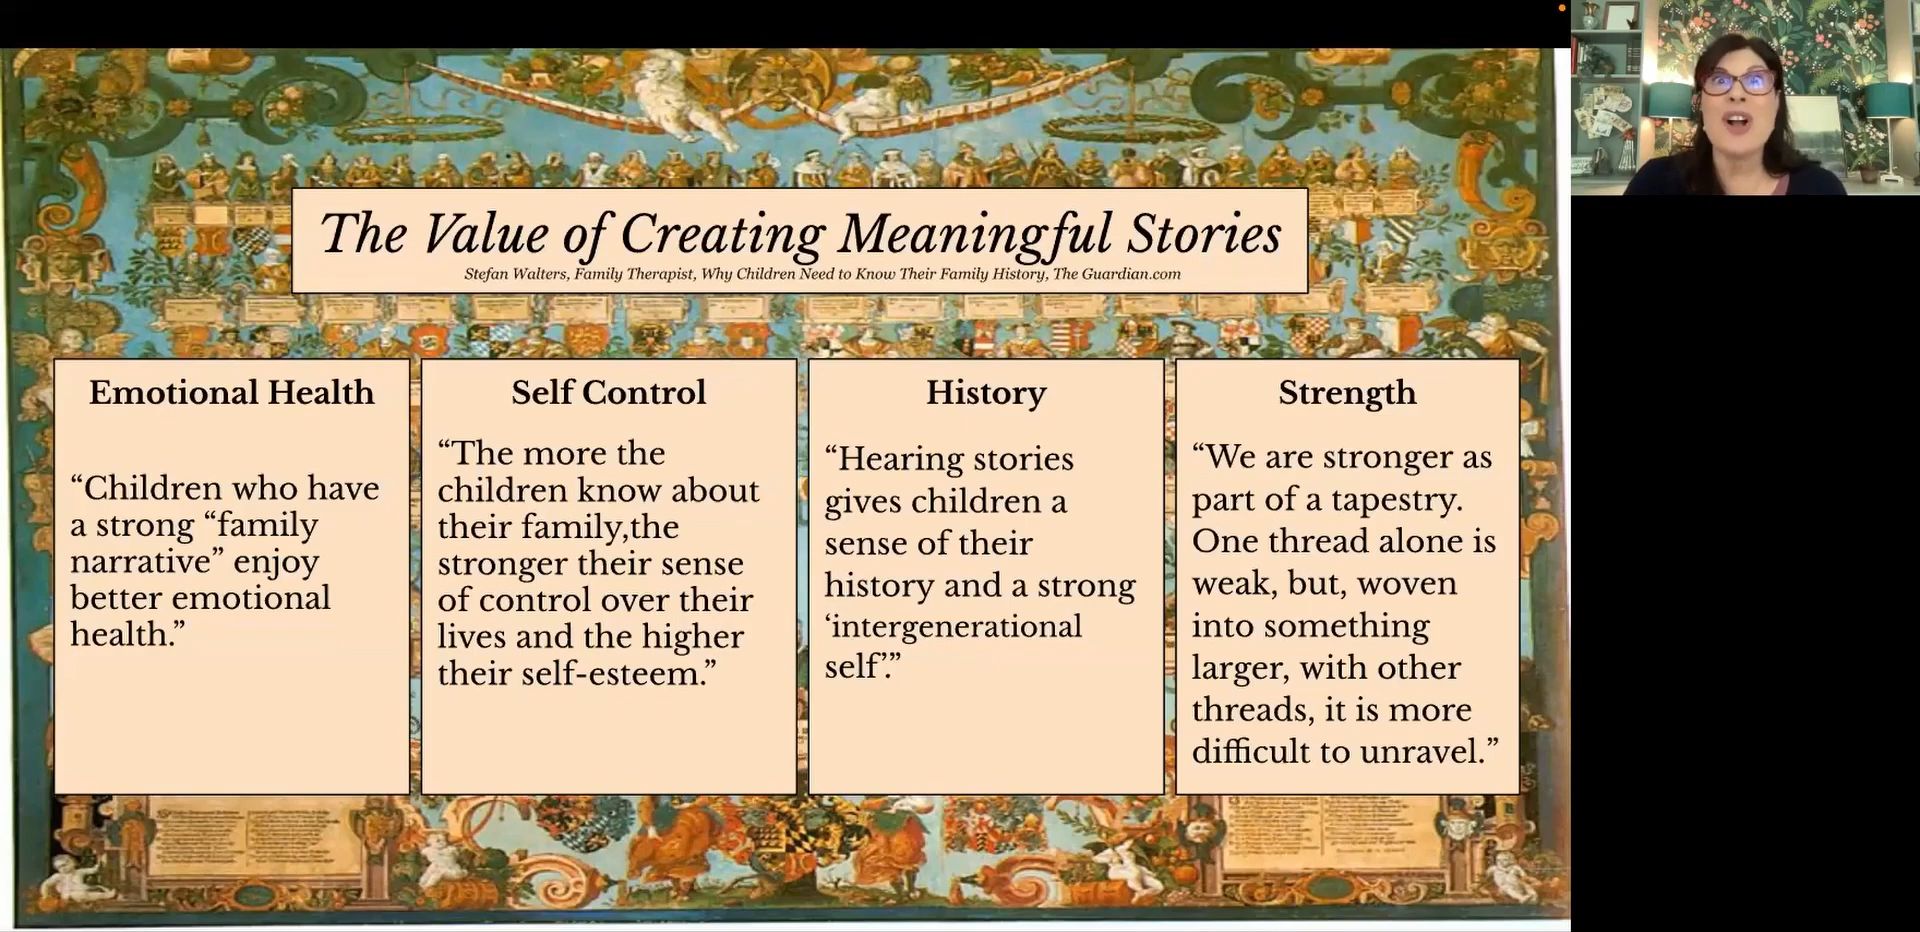 The Value of Creating Meaningful Stories
Stefan Walters, Family Therapist, Why Children Need to Know Their Family History, The Guardian.com
Emotional Health
“Children who have
a strong “family
narrative” enjoy
better emotional
health.”
Self Control
“The more the
children know about
their family,the
stronger their sense
of control over their
lives and the higher
their self-esteem.”
History
“Hearing stories
gives children a
sense of their
history and a strong
‘intergenerational
self’.”
Strength
“We are stronger as
part of a tapestry.
One thread alone is
weak, but, woven
into something
larger, with other
threads, it is more
difficult to unravel.”